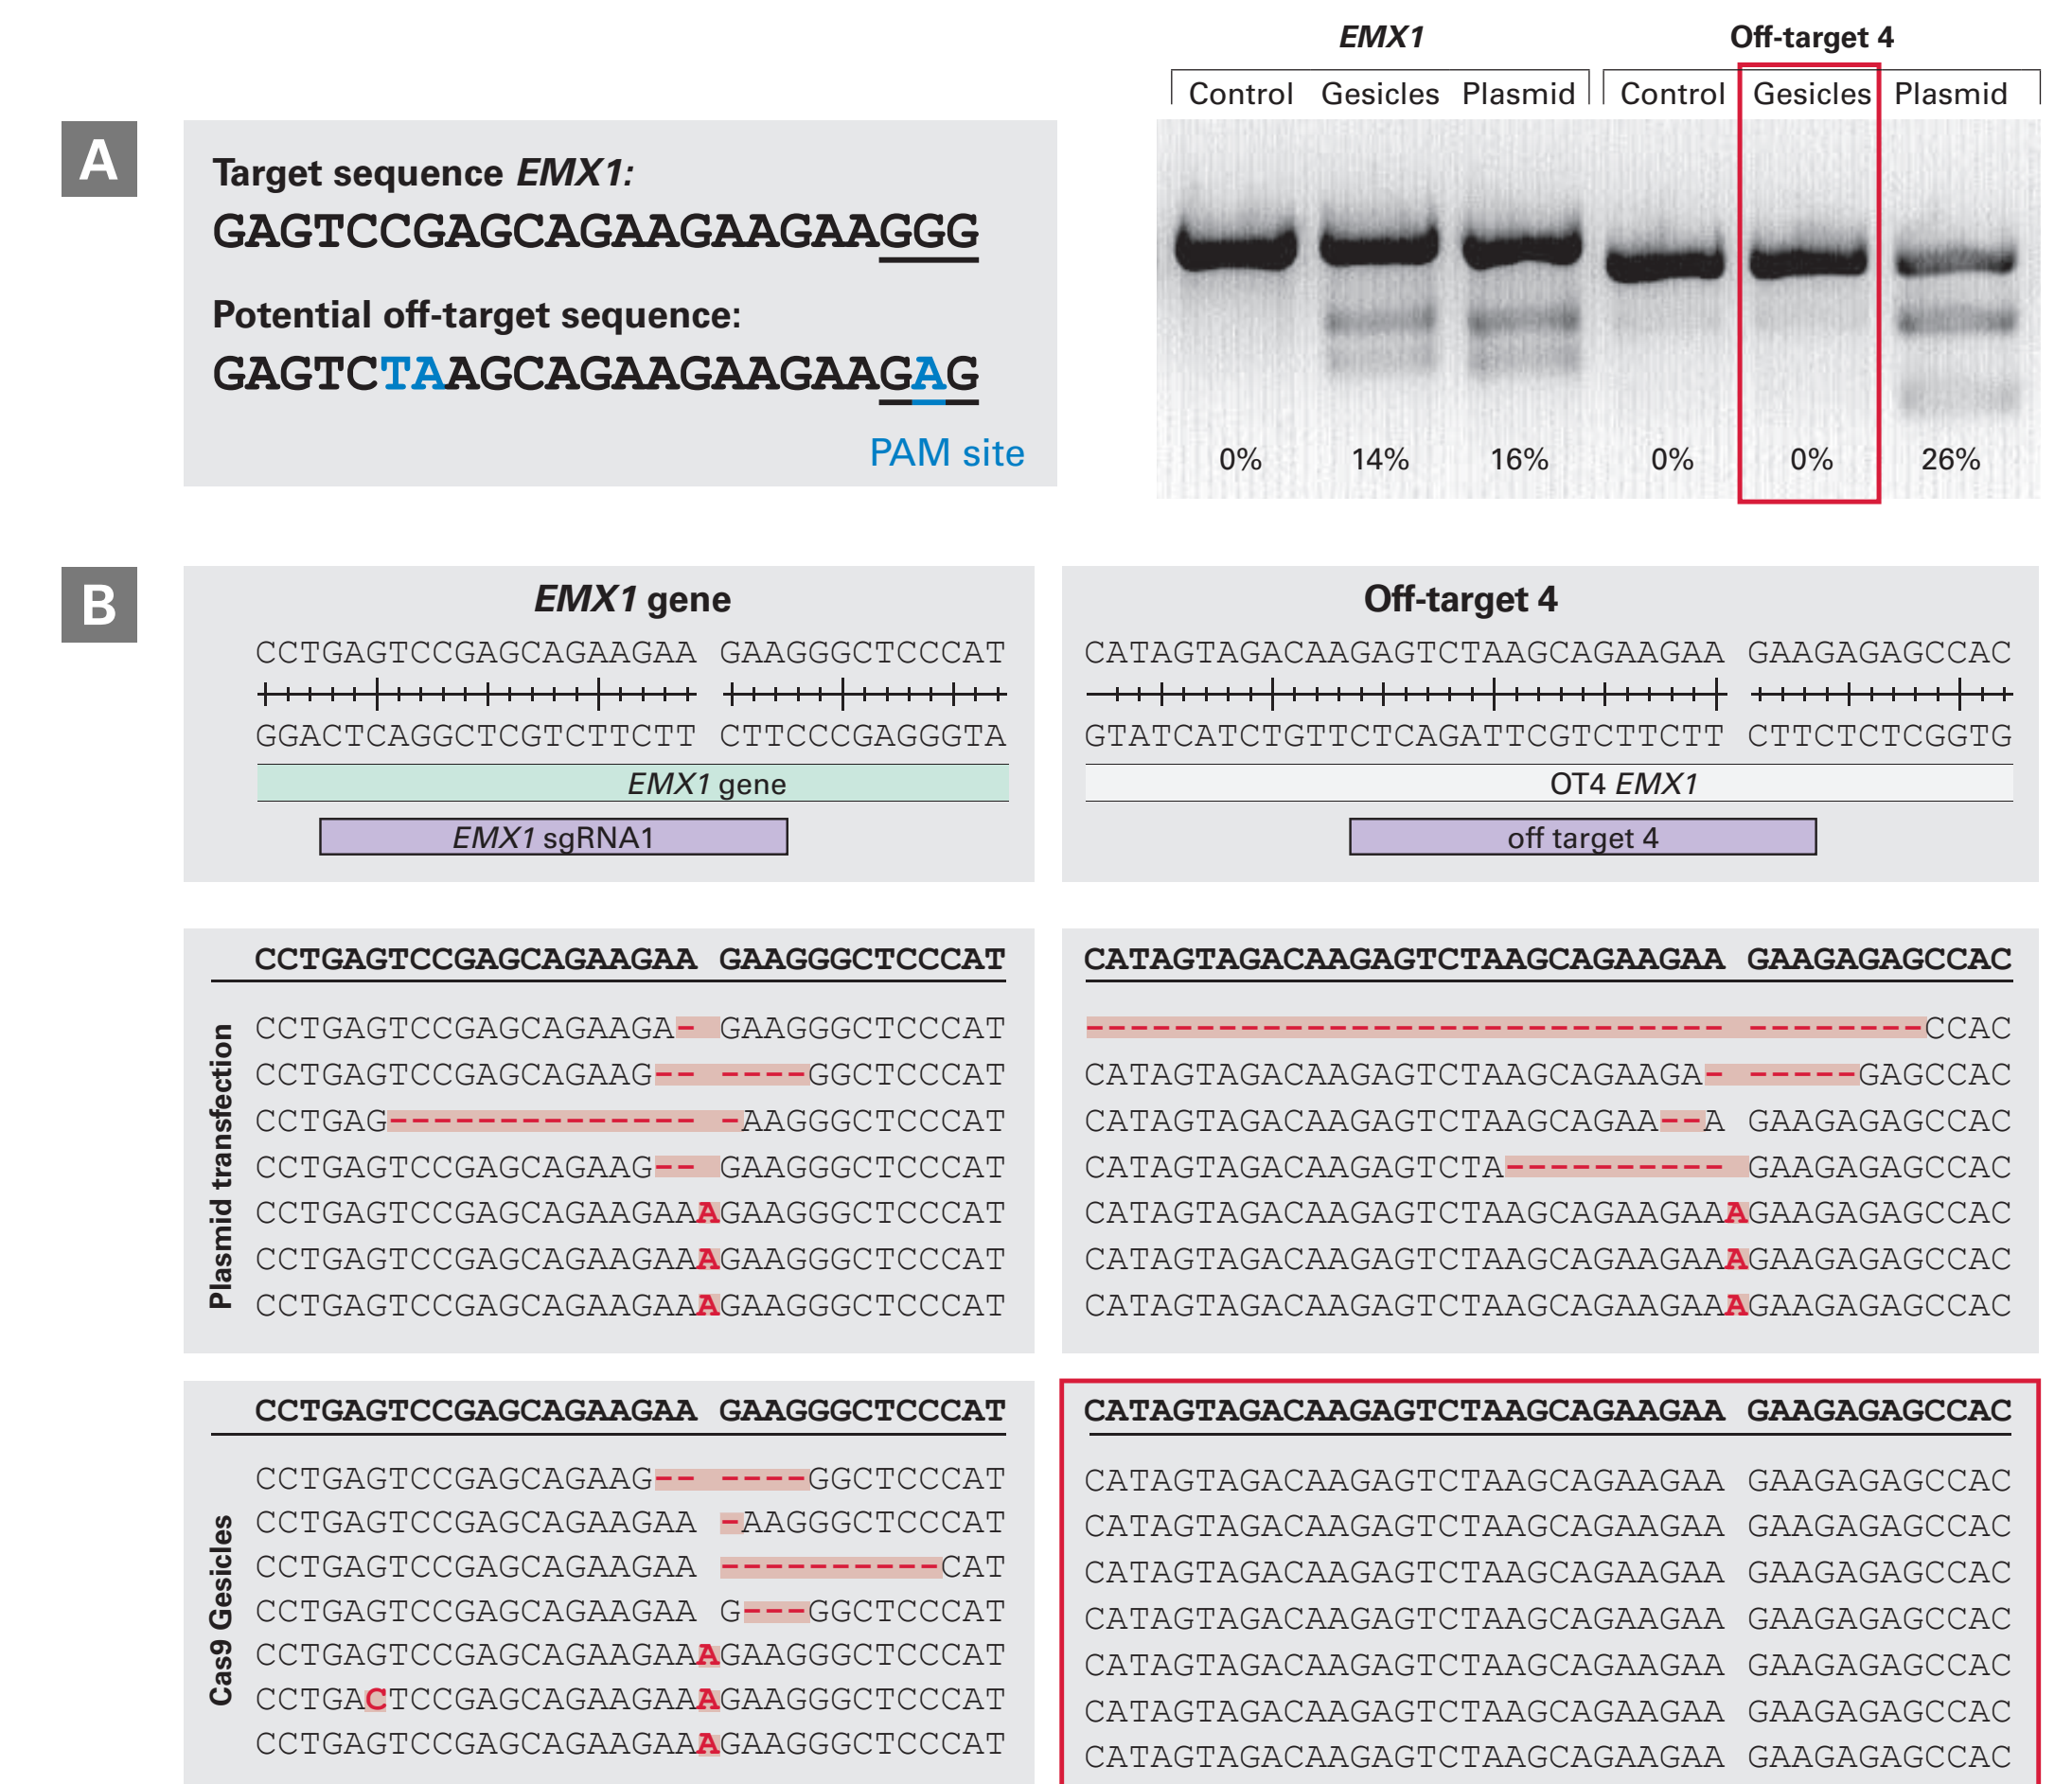 EMX1 Off-target 4
Control Gesicles Plasmid Control Gesicles Plasmid
A
Target sequence EMX1:
GAGTCCGAGCAGAAGAAGAAGGG
Potential off-target sequence:
GAGTCTAAGCAGAAGAAGAAGAG
PAM site
0% 14% 16% 0% 0% 26%
B
EMX1 gene
CCTGAGTCCGAGCAGAAGAA GAAGGGCTCCCAT
GGACTCAGGCTCGTCTTCTT CTTCCCGAGGGTA
EMX1 gene
EMX1 sgRNA1
Off-target 4
CATAGTAGACAAGAGTCTAAGCAGAAGAA GAAGAGAGCCAC
GTATCATCTGTTCTCAGATTCGTCTTCTT CTTCTCTCGGTG
OT4 EMX1
off target 4
Plasmid transfection
CCTGAGTCCGAGCAGAAGAA GAAGGGCTCCCAT
CCTGAGTCCGAGCAGAAGA- GAAGGGCTCCCAT
CCTGAGTCCGAGCAGAAG-- ----GGCTCCCAT
CCTGAG-------------- -AAGGGCTCCCAT
CCTGAGTCCGAGCAGAAG-- GAAGGGCTCCCAT
CCTGAGTCCGAGCAGAAGAAAGAAGGGCTCCCAT
CCTGAGTCCGAGCAGAAGAAAGAAGGGCTCCCAT
CCTGAGTCCGAGCAGAAGAAAGAAGGGCTCCCAT
CATAGTAGACAAGAGTCTAAGCAGAAGAA GAAGAGAGCCAC
----------------------------- --------CCAC
CATAGTAGACAAGAGTCTAAGCAGAAGA- -----GAGCCAC
CATAGTAGACAAGAGTCTAAGCAGAA--A GAAGAGAGCCAC
CATAGTAGACAAGAGTCTA---------- GAAGAGAGCCAC
CATAGTAGACAAGAGTCTAAGCAGAAGAAAGAAGAGAGCCAC
CATAGTAGACAAGAGTCTAAGCAGAAGAAAGAAGAGAGCCAC
CATAGTAGACAAGAGTCTAAGCAGAAGAAAGAAGAGAGCCAC
Cas9 Gesicles
CCTGAGTCCGAGCAGAAGAA GAAGGGCTCCCAT
CCTGAGTCCGAGCAGAAG-- ----GGCTCCCAT
CCTGAGTCCGAGCAGAAGAA -AAGGGCTCCCAT
CCTGAGTCCGAGCAGAAGAA ----------CAT
CCTGAGTCCGAGCAGAAGAA G---GGCTCCCAT
CCTGAGTCCGAGCAGAAGAAAGAAGGGCTCCCAT
CCTGACTCCGAGCAGAAGAAAGAAGGGCTCCCAT
CCTGAGTCCGAGCAGAAGAAAGAAGGGCTCCCAT
CATAGTAGACAAGAGTCTAAGCAGAAGAA GAAGAGAGCCAC
CATAGTAGACAAGAGTCTAAGCAGAAGAA GAAGAGAGCCAC
CATAGTAGACAAGAGTCTAAGCAGAAGAA GAAGAGAGCCAC
CATAGTAGACAAGAGTCTAAGCAGAAGAA GAAGAGAGCCAC
CATAGTAGACAAGAGTCTAAGCAGAAGAA GAAGAGAGCCAC
CATAGTAGACAAGAGTCTAAGCAGAAGAA GAAGAGAGCCAC
CATAGTAGACAAGAGTCTAAGCAGAAGAA GAAGAGAGCCAC
CATAGTAGACAAGAGTCTAAGCAGAAGAA GAAGAGAGCCAC